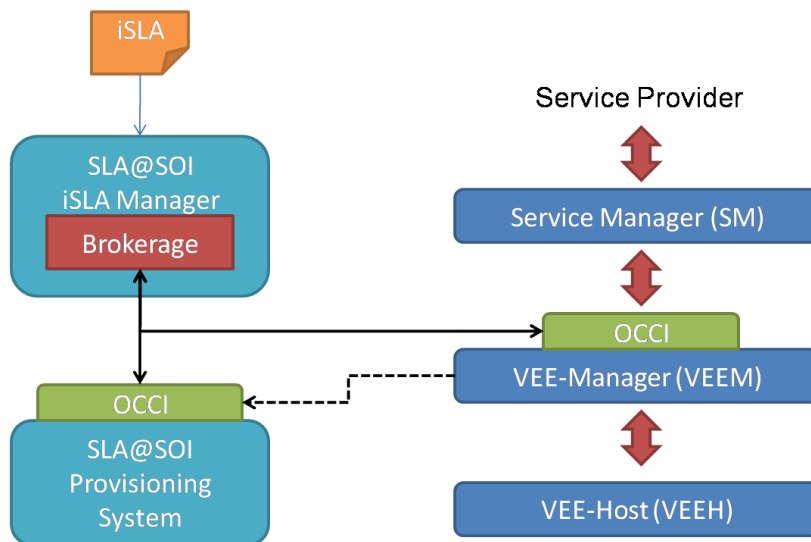 iSLA
SLA@SOI
iSLA Manager
Brokerage
OCCI
SLA@SOI
Provisioning
System
Service Provider
Service Manager (SM)
OCCI
VEE-Manager (VEEM)
VEE-Host (VEEH)